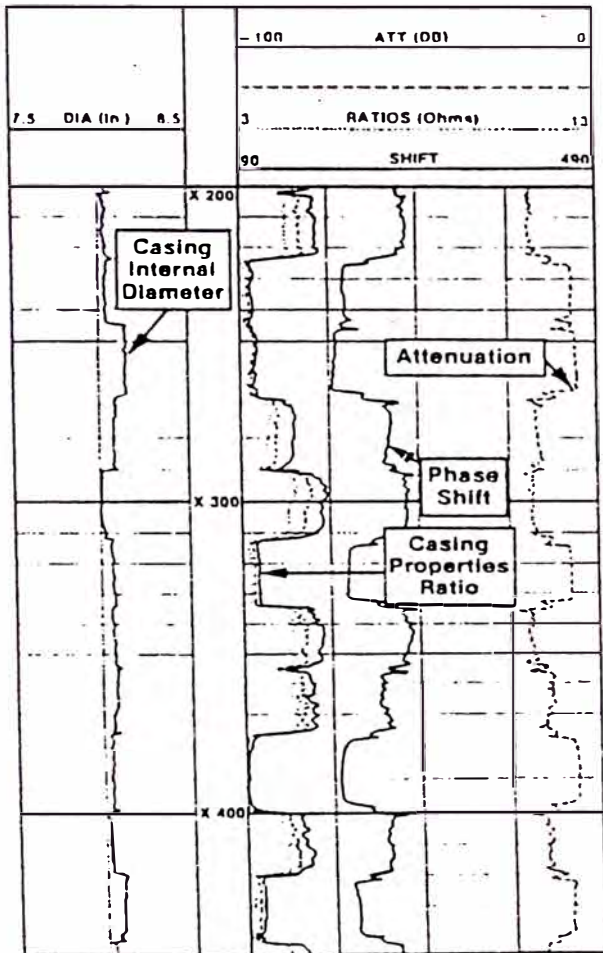 -100 ATT (DB) 0
7.5 DIA (In) 8.5
3 RATIOS (Ohms) 13
90 SHIFT 490
X 200
Casing
Internal
Diameter
Attenuation
Phase
Shift
X 300
Casing
Properties
Ratio
X 400